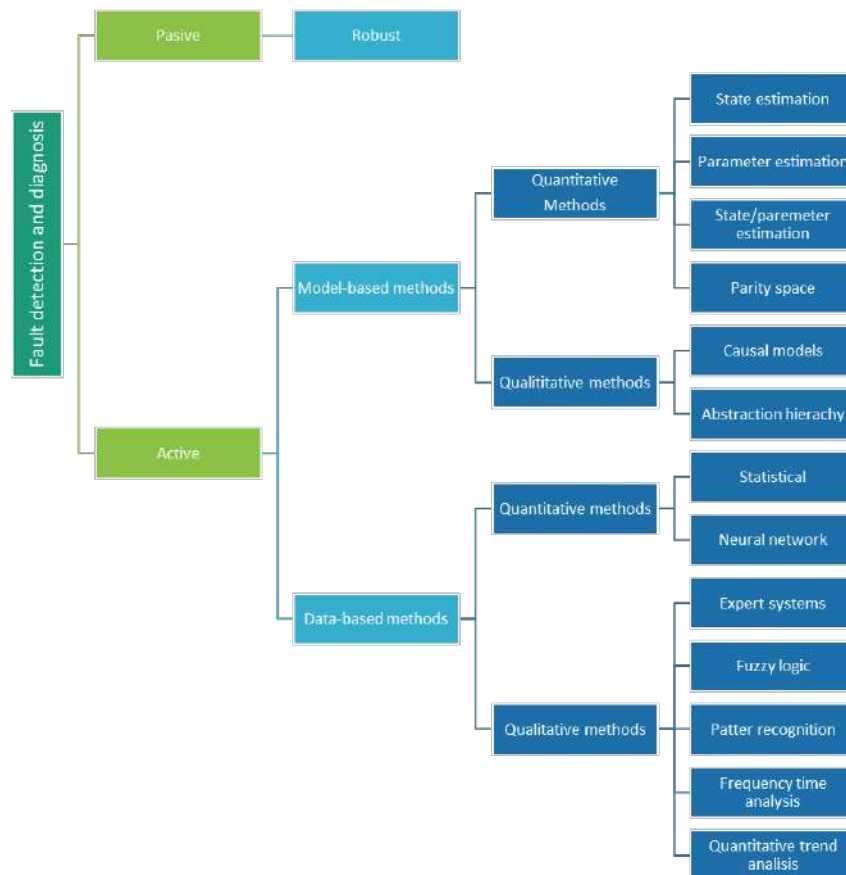 Fault detection and diagnosis
Pasive
Robust
Active
Model-based methods
Quantitative
Methods
State estimation
Parameter estimation
State/paremeter
estimation
Parity space
Qualititative methods
Causal models
Abstraction hierachy
Data-based methods
Quantitative methods
Statistical
Neural network
Qualitative methods
Expert systems
Fuzzy logic
Patter recognition
Frequency time
analysis
Quantitative trend
analisis